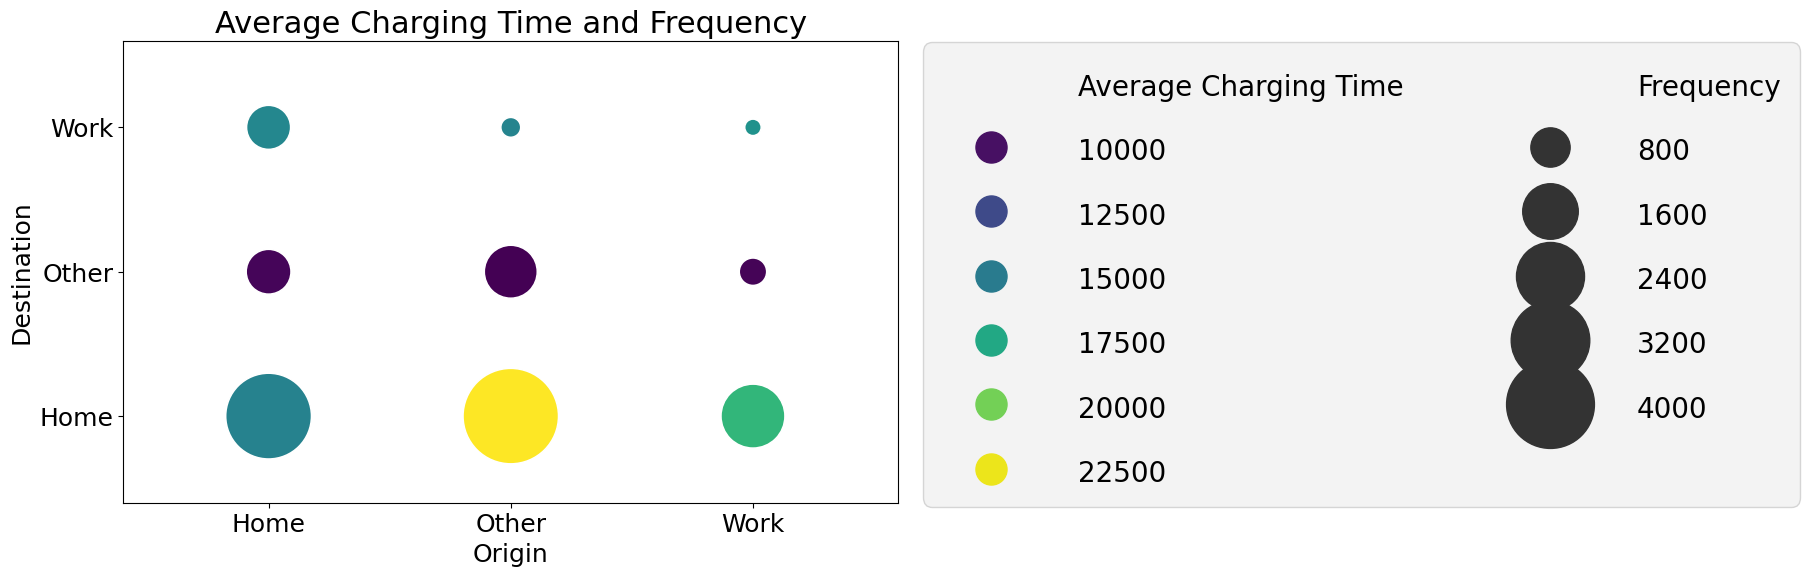 Average Charging Time and Frequency
Destination
Work
Other
Home
Home Other Work
Origin
Average Charging Time
10000
12500
15000
17500
20000
22500
Frequency
800
1600
2400
3200
4000